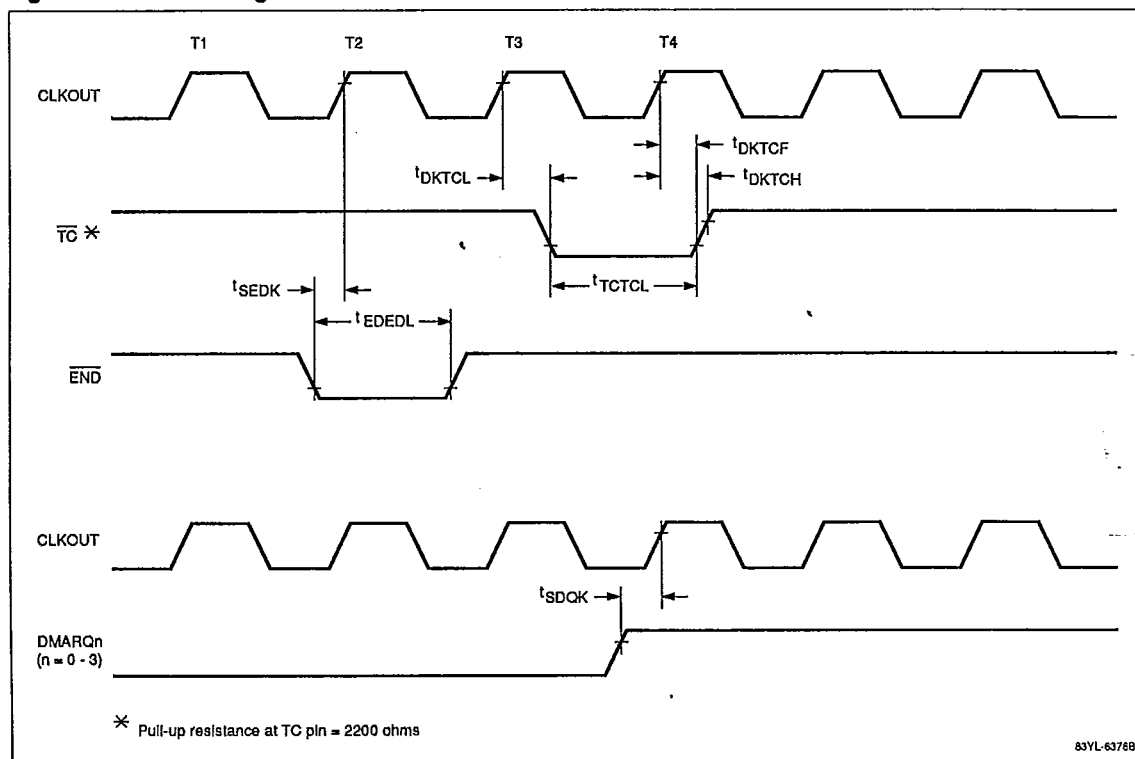 T1 T2 T3 T4
CLKOUT
tDKTCF
tDKTCL
tDKTCH
TC *
tTCTCL
tSEDK
tEDEDL
END
CLKOUT
tSDQK
DMARQn
(n = 0 - 3)
* Pull-up resistance at TC pin = 2200 ohms
83YL-6376B